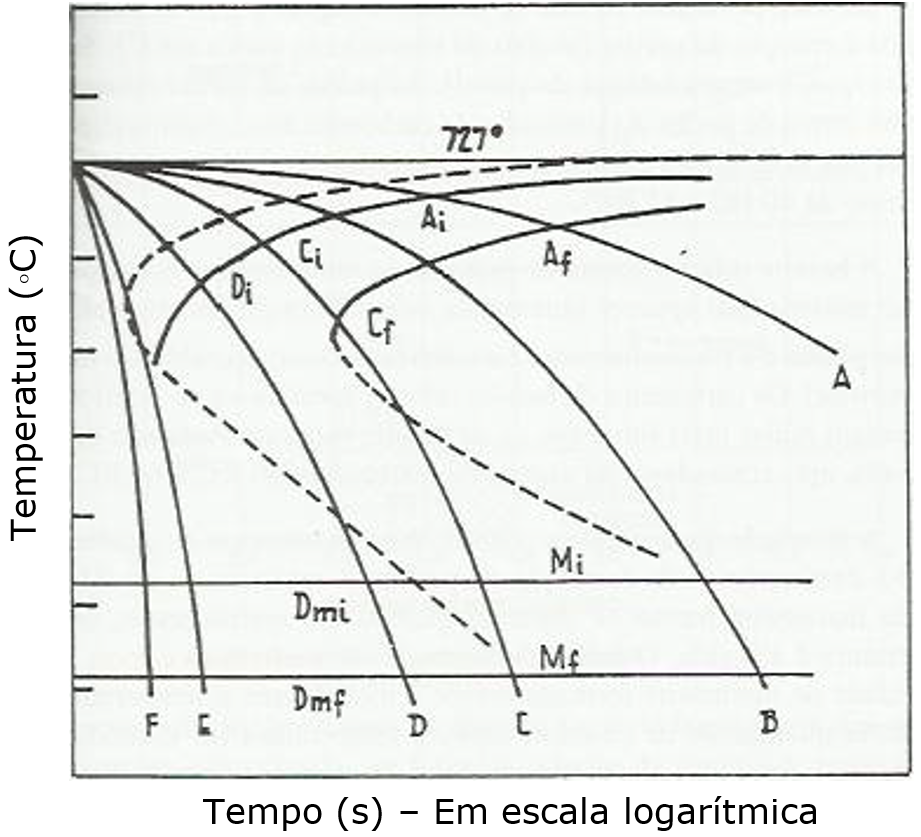 727°
Temperatura (°C)
Ai
Af
Ci
Di
Cf
A
Mi
Dmi
Mf
Dmf
F
E
D
C
B
Tempo (s) – Em escala logarítmica